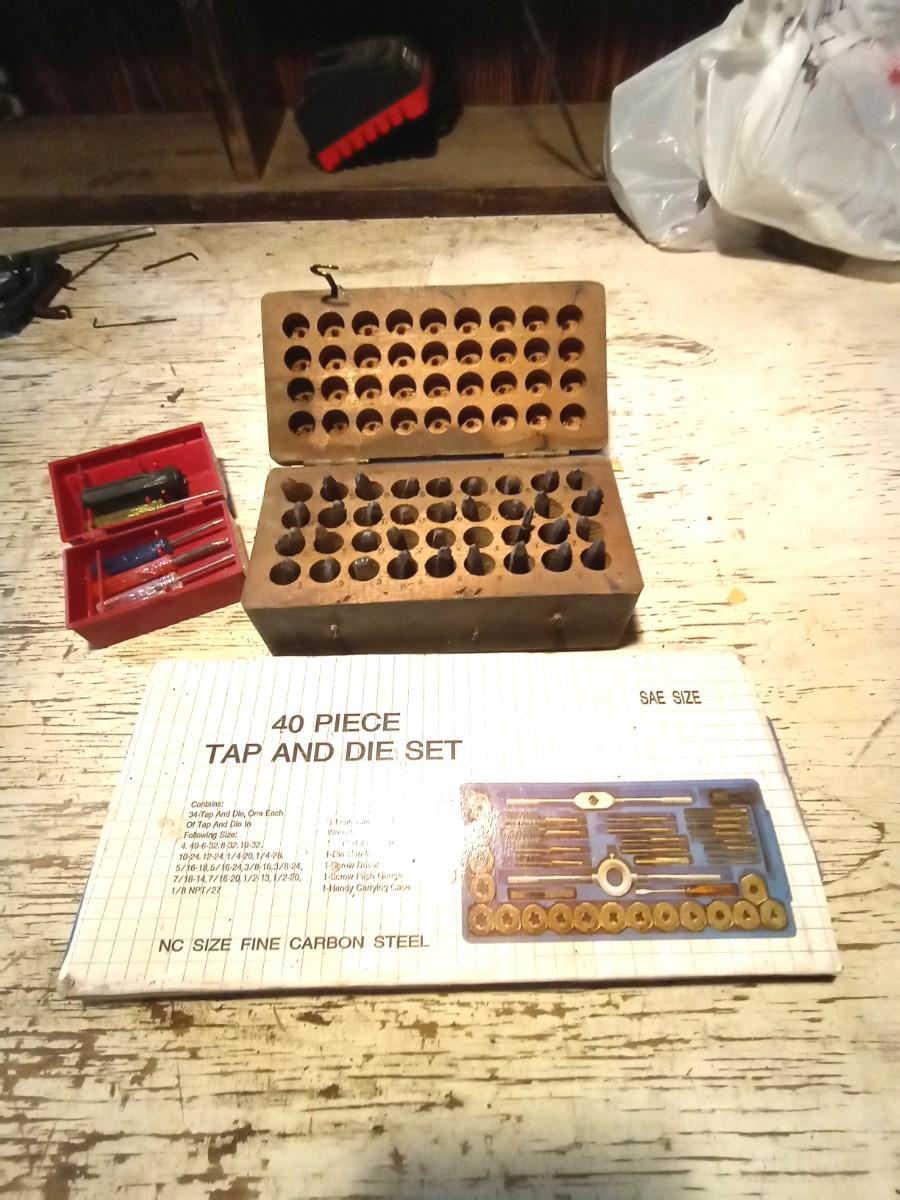 SAE SIZE
40 PIECE
TAP AND DIE SET
Contains:
34-Tap And Die, One Each
Of Tap And Die In
Following Size:
4, 40-6-32,8-32,10-32,
10-24,12-24,1/4-20,1/4-28,
5/16-18,5/16-24,3/8-16,3/8-24,
7/16-14,7/16-20,1/2-13,1/2-20,
1/8 NPT/27
Wrench
1-Die
1-Screw
1-Screw Pitch Gauge
1-Handy Carrying Case
NC SIZE FINE CARBON STEEL